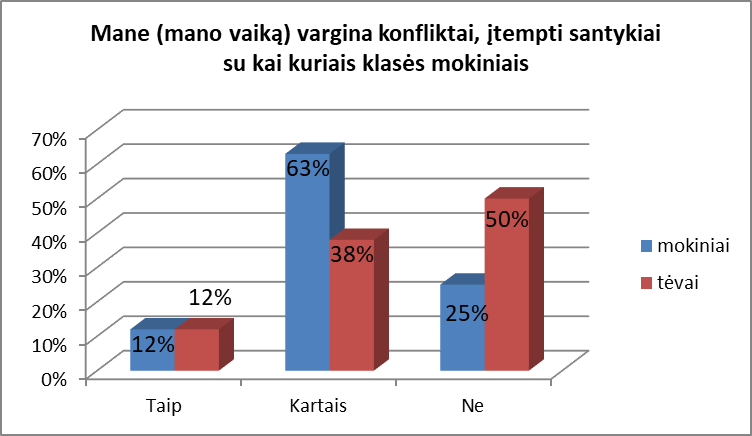 Mane (mano vaiką) vargina konfliktai, įtempti santykiai
su kai kuriais klasės mokiniais
70%
60%
50%
40%
30%
20%
10%
0%
12%
12%
63%
38%
25%
50%
Taip
Kartais
Ne
mokiniai
tėvai